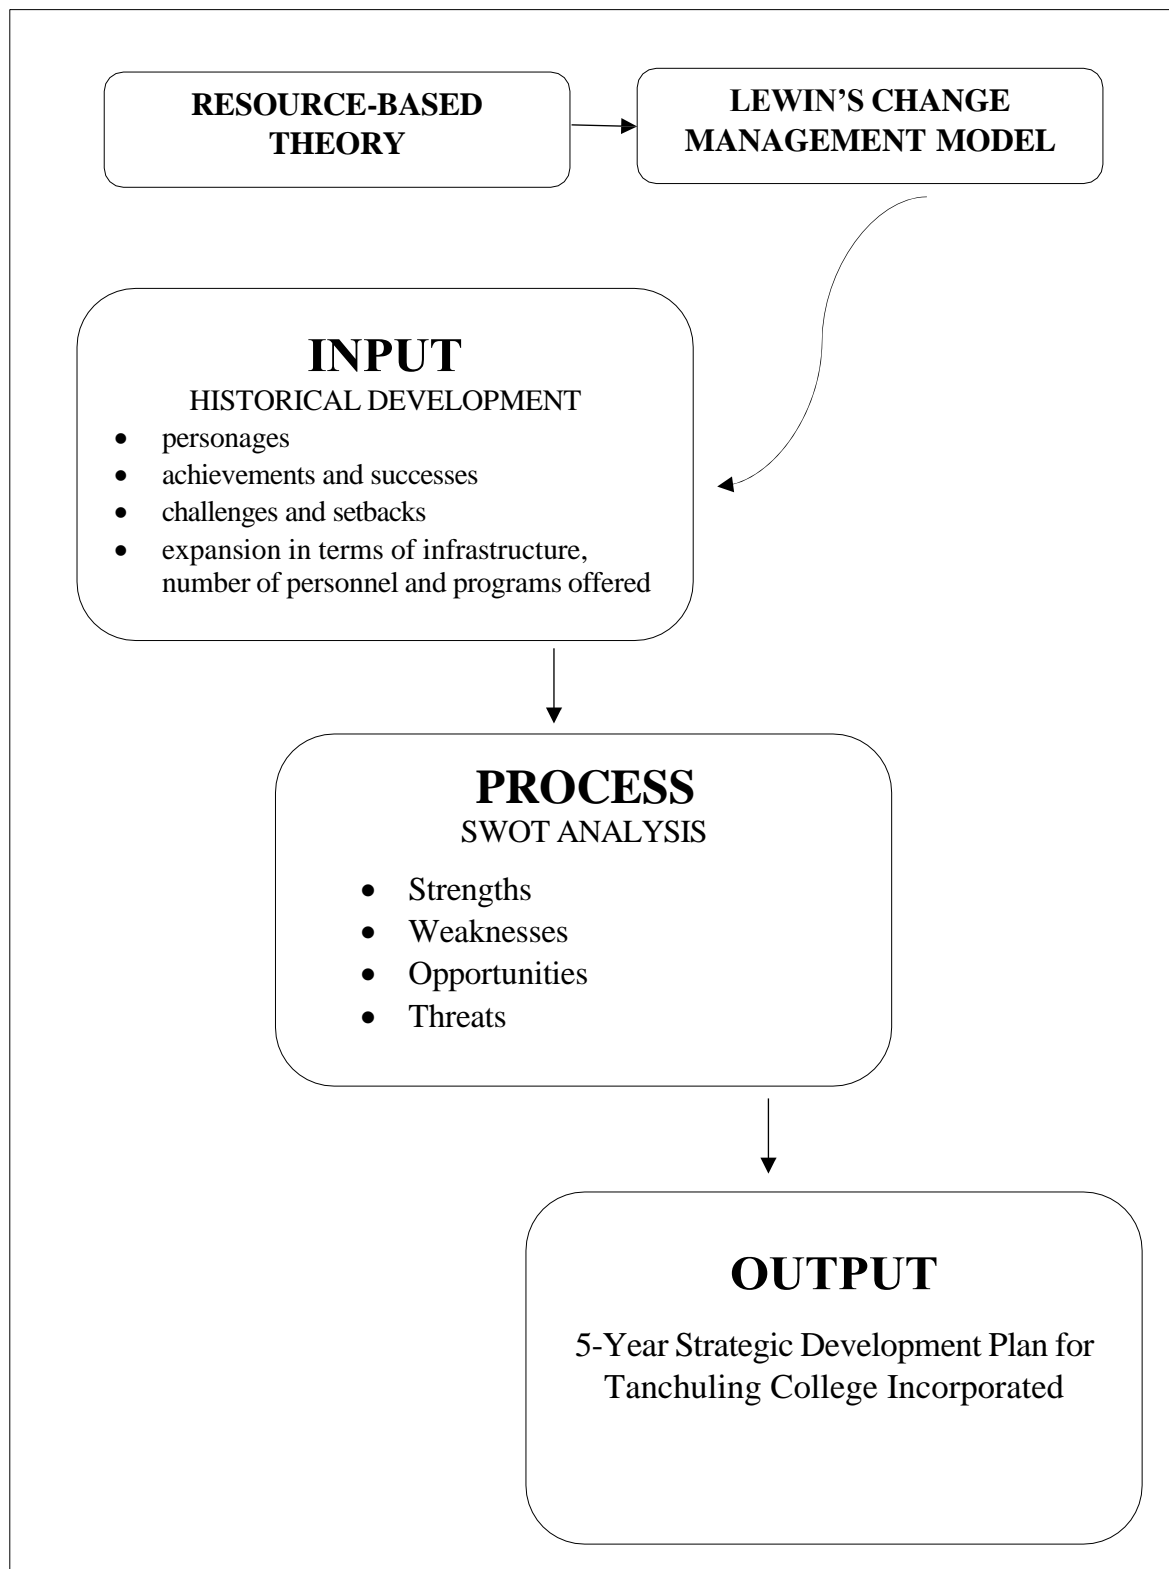 RESOURCE-BASED
THEORY
LEWIN’S CHANGE
MANAGEMENT MODEL
INPUT
HISTORICAL DEVELOPMENT
• personages
• achievements and successes
• challenges and setbacks
• expansion in terms of infrastructure,
number of personnel and programs offered
PROCESS
SWOT ANALYSIS
• Strengths
• Weaknesses
• Opportunities
• Threats
OUTPUT
5-Year Strategic Development Plan for
Tanchuling College Incorporated